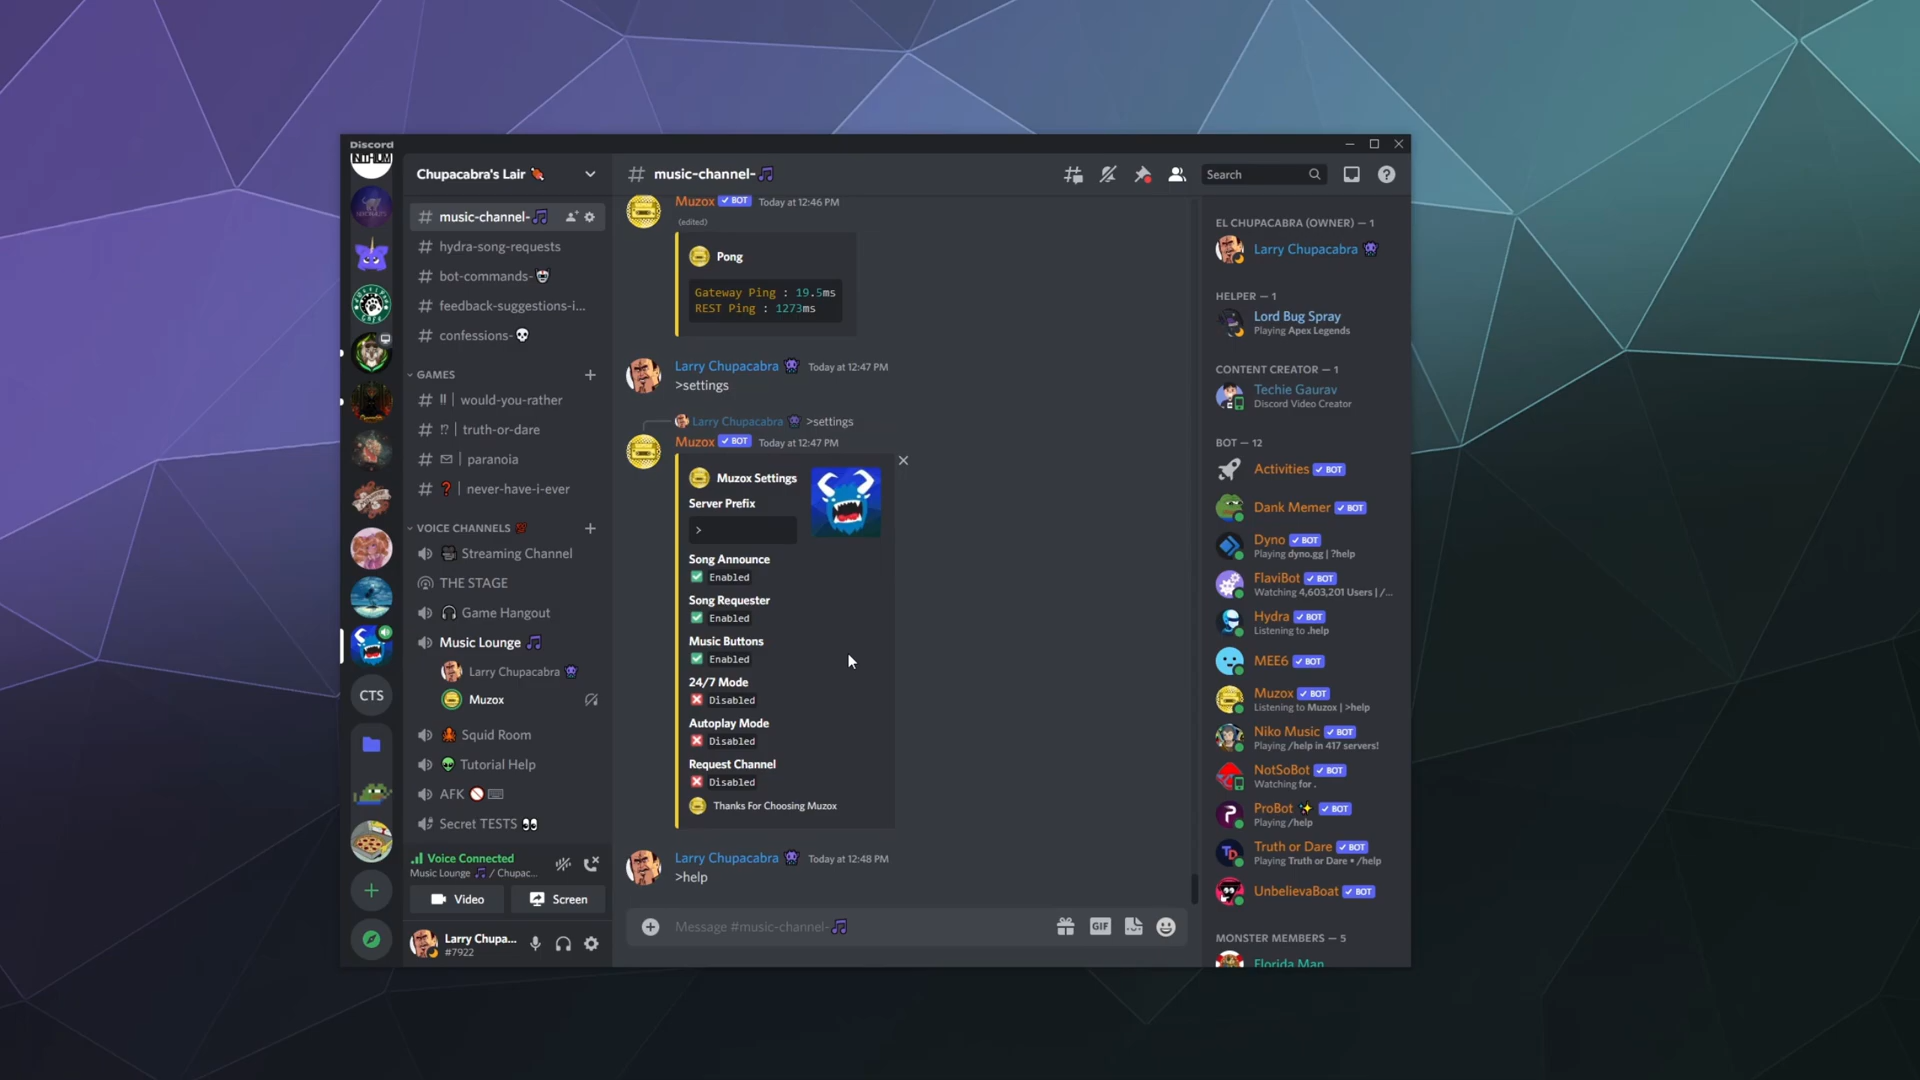 Discord
Chupacabra's Lair
music-channel-
hydra-song-requests
bot-commands-
feedback-suggestions-i...
confessions-
GAMES
would-you-rather
truth-or-dare
paranoia
never-have-i-ever
VOICE CHANNELS
Streaming Channel
THE STAGE
Game Hangout
Music Lounge
Larry Chupacabra
Muzox
CTS
Squid Room
Tutorial Help
AFK
Secret TESTS
Voice Connected
Music Lounge / Chupac...
Video
Screen
Larry Chupa...
#7922
music-channel-
Search
Muzox BOT Today at 12:46 PM
(edited)
Pong
Gateway Ping : 19.5ms
REST Ping : 1273ms
Larry Chupacabra Today at 12:47 PM
>settings
Larry Chupacabra >settings
Muzox BOT Today at 12:47 PM
Muzox Settings
Server Prefix
>
Song Announce
Enabled
Song Requester
Enabled
Music Buttons
Enabled
24/7 Mode
Disabled
Autoplay Mode
Disabled
Request Channel
Disabled
Thanks For Choosing Muzox
Larry Chupacabra Today at 12:48 PM
>help
Message #music-channel-
GIF
EL CHUPACABRA (OWNER) — 1
Larry Chupacabra
HELPER — 1
Lord Bug Spray
Playing Apex Legends
CONTENT CREATOR — 1
Techie Gaurav
Discord Video Creator
BOT — 12
Activities BOT
Dank Memer BOT
Dyno BOT
Playing dyno.gg | ?help
FlaviBot BOT
Watching 4,603,201 Users | /...
Hydra BOT
Listening to .help
MEE6 BOT
Muzox BOT
Listening to Muzox | >help
Niko Music BOT
Playing /help in 417 servers!
NotSoBot BOT
Watching for .
ProBot BOT
Playing /help
Truth or Dare BOT
Playing Truth or Dare • /help
UnbelievaBoat BOT
MONSTER MEMBERS — 5
Florida Man